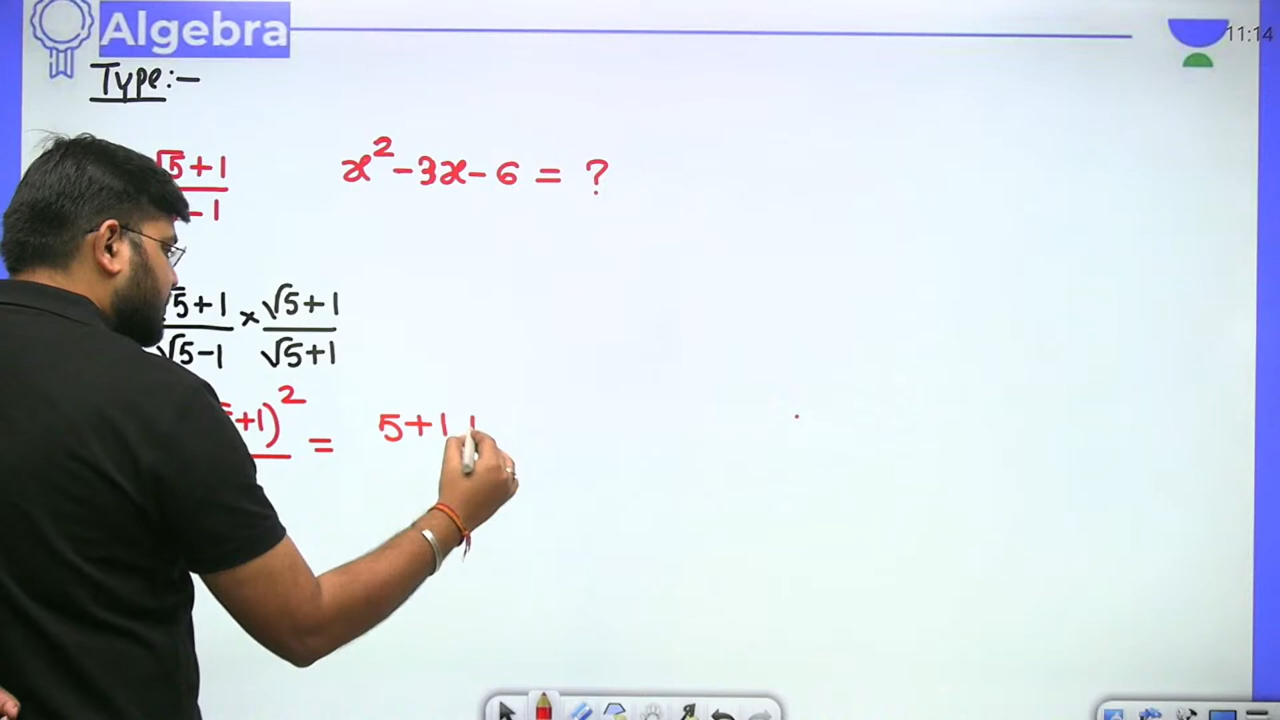 Algebra
11:14
Type:-
√5+1
-1
x²-3x-6 = ?
√5+1 × √5+1
√5-1 √5+1
+1)² = 5+1